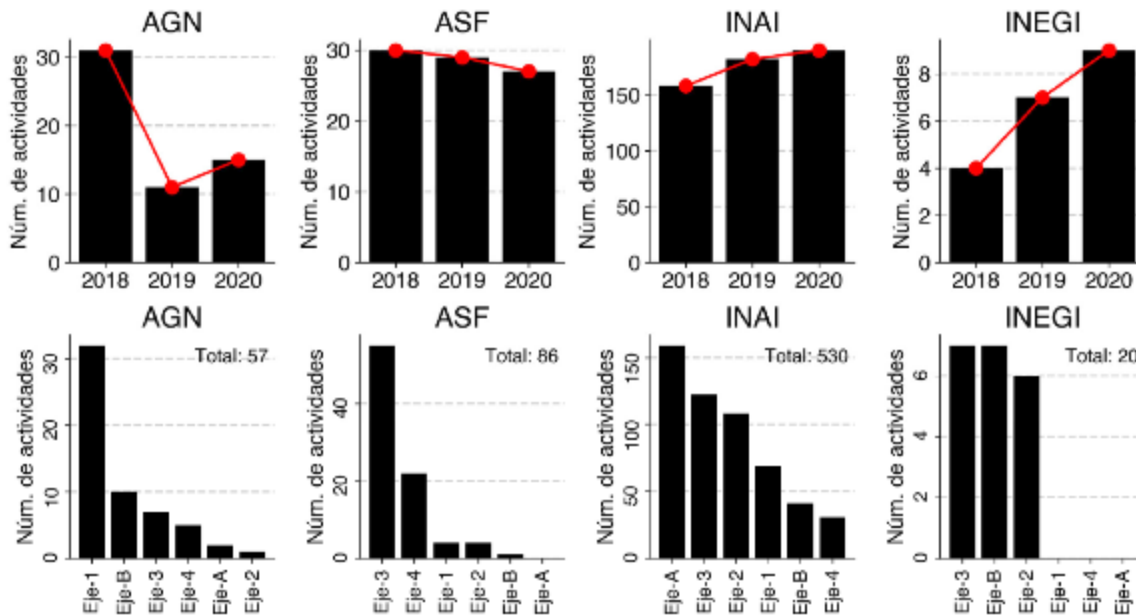 AGN
ASF
INAI
INEGI
Núm. de actividades
30
20
10
0
2018 2019 2020
Núm. de actividades
30
20
10
0
2018 2019 2020
Núm. de actividades
150
100
50
0
2018 2019 2020
Núm. de actividades
8
6
4
2
0
2018 2019 2020
AGN
Total: 57
Núm. de actividades
30
20
10
0
Eje-1
Eje-B
Eje-3
Eje-4
Eje-A
Eje-2
ASF
Total: 86
Núm. de actividades
40
20
0
Eje-3
Eje-4
Eje-1
Eje-2
Eje-B
Eje-A
INAI
Total: 530
Núm. de actividades
150
100
50
0
Eje-A
Eje-3
Eje-2
Eje-1
Eje-B
Eje-4
INEGI
Total: 20
Núm. de actividades
6
4
2
0
Eje-3
Eje-B
Eje-2
Eje-1
Eje-4
Eje-A